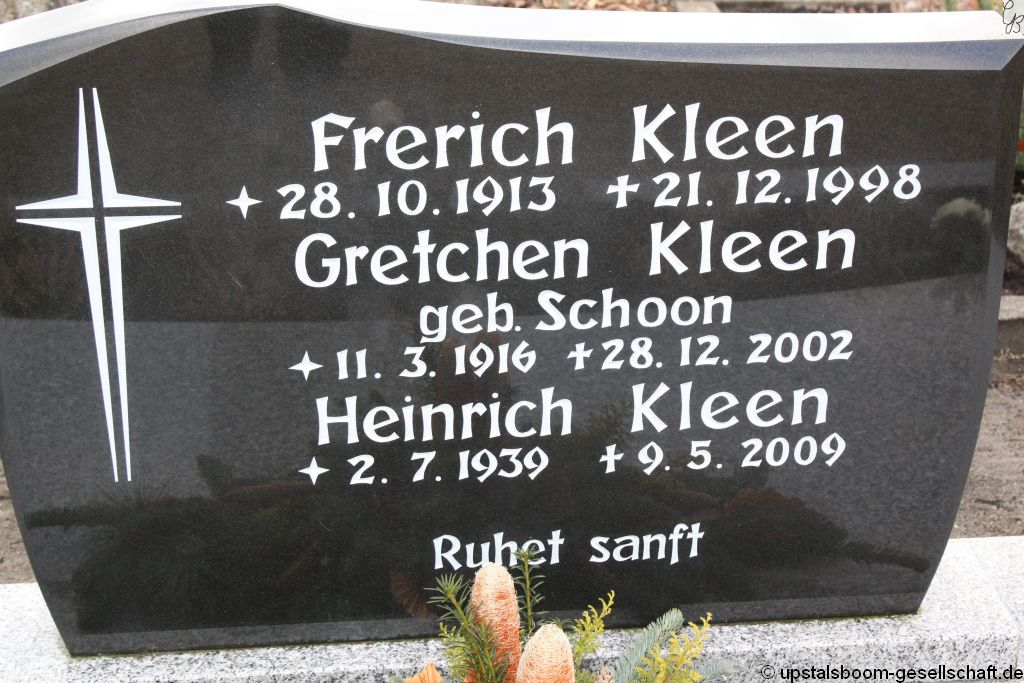 Frerich Kleen
28. 10. 1913 21. 12. 1998
Gretchen Kleen
geb. Schoon
11. 3. 1916 28. 12. 2002
Heinrich Kleen
2. 7. 1939 9. 5. 2009
Ruhet sanft
© upstalsboom-gesellschaft.de